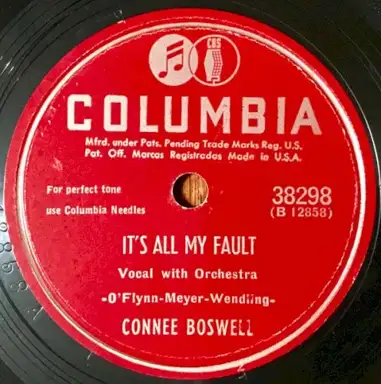 CBS
COLUMBIA
Mfrd. under Pats. Pending Trade Marks Reg. U.S.
Pat. Off. Marcas Registradas Made in U.S.A.
For perfect tone
use Columbia Needles
38298
(B 12858)
IT'S ALL MY FAULT
Vocal with Orchestra
-O'Flynn-Meyer-Wendling-
CONNEE BOSWELL